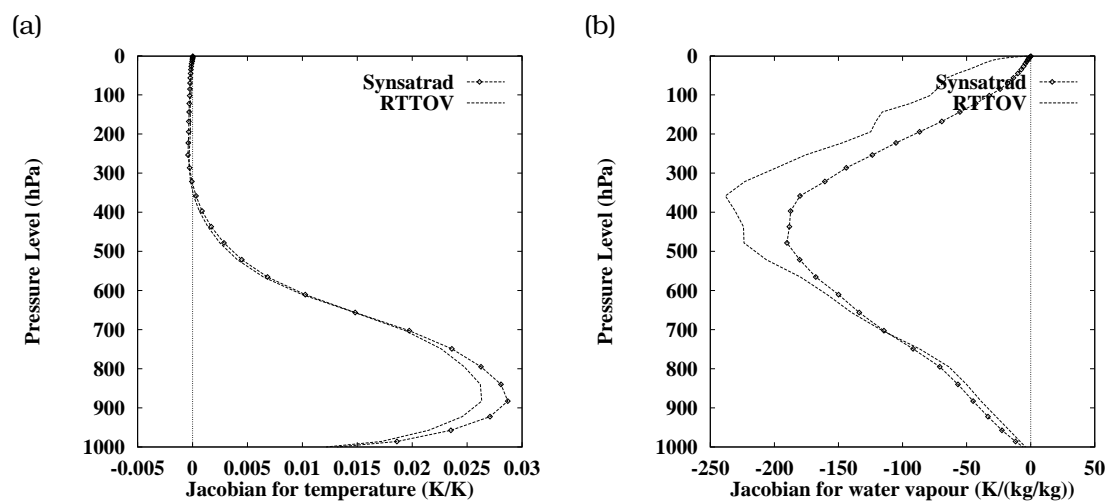 (a)
0
100
200
300
400
500
600
700
800
900
1000
Pressure Level (hPa)
Synsatrad
RTTOV
-0.005 0 0.005 0.01 0.015 0.02 0.025 0.03
Jacobian for temperature (K/K)
(b)
0
100
200
300
400
500
600
700
800
900
1000
Pressure Level (hPa)
Synsatrad
RTTOV
-250 -200 -150 -100 -50 0 50
Jacobian for water vapour (K/(kg/kg))